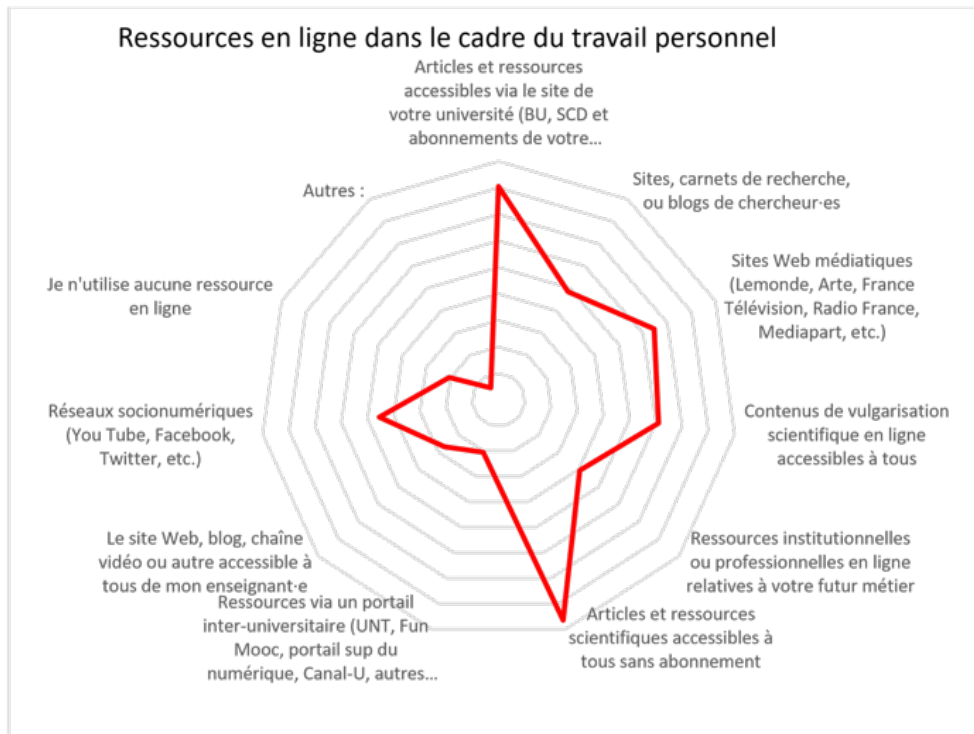 Ressources en ligne dans le cadre du travail personnel
Articles et ressources
accessibles via le site de
votre université (BU, SCD et
abonnements de votre...
Sites, carnets de recherche,
ou blogs de chercheur·es
Sites Web médiatiques
(Lemonde, Arte, France
Télévision, Radio France,
Mediapart, etc.)
Contenus de vulgarisation
scientifique en ligne
accessibles à tous
Ressources institutionnelles
ou professionnelles en ligne
relatives à votre futur métier
Articles et ressources
scientifiques accessibles à
tous sans abonnement
Ressources via un portail
inter-universitaire (UNT, Fun
Mooc, portail sup du
numérique, Canal-U, autres...
Le site Web, blog, chaîne
vidéo ou autre accessible à
tous de mon enseignant·e
Réseaux socionumériques
(You Tube, Facebook,
Twitter, etc.)
Je n'utilise aucune ressource
en ligne
Autres :